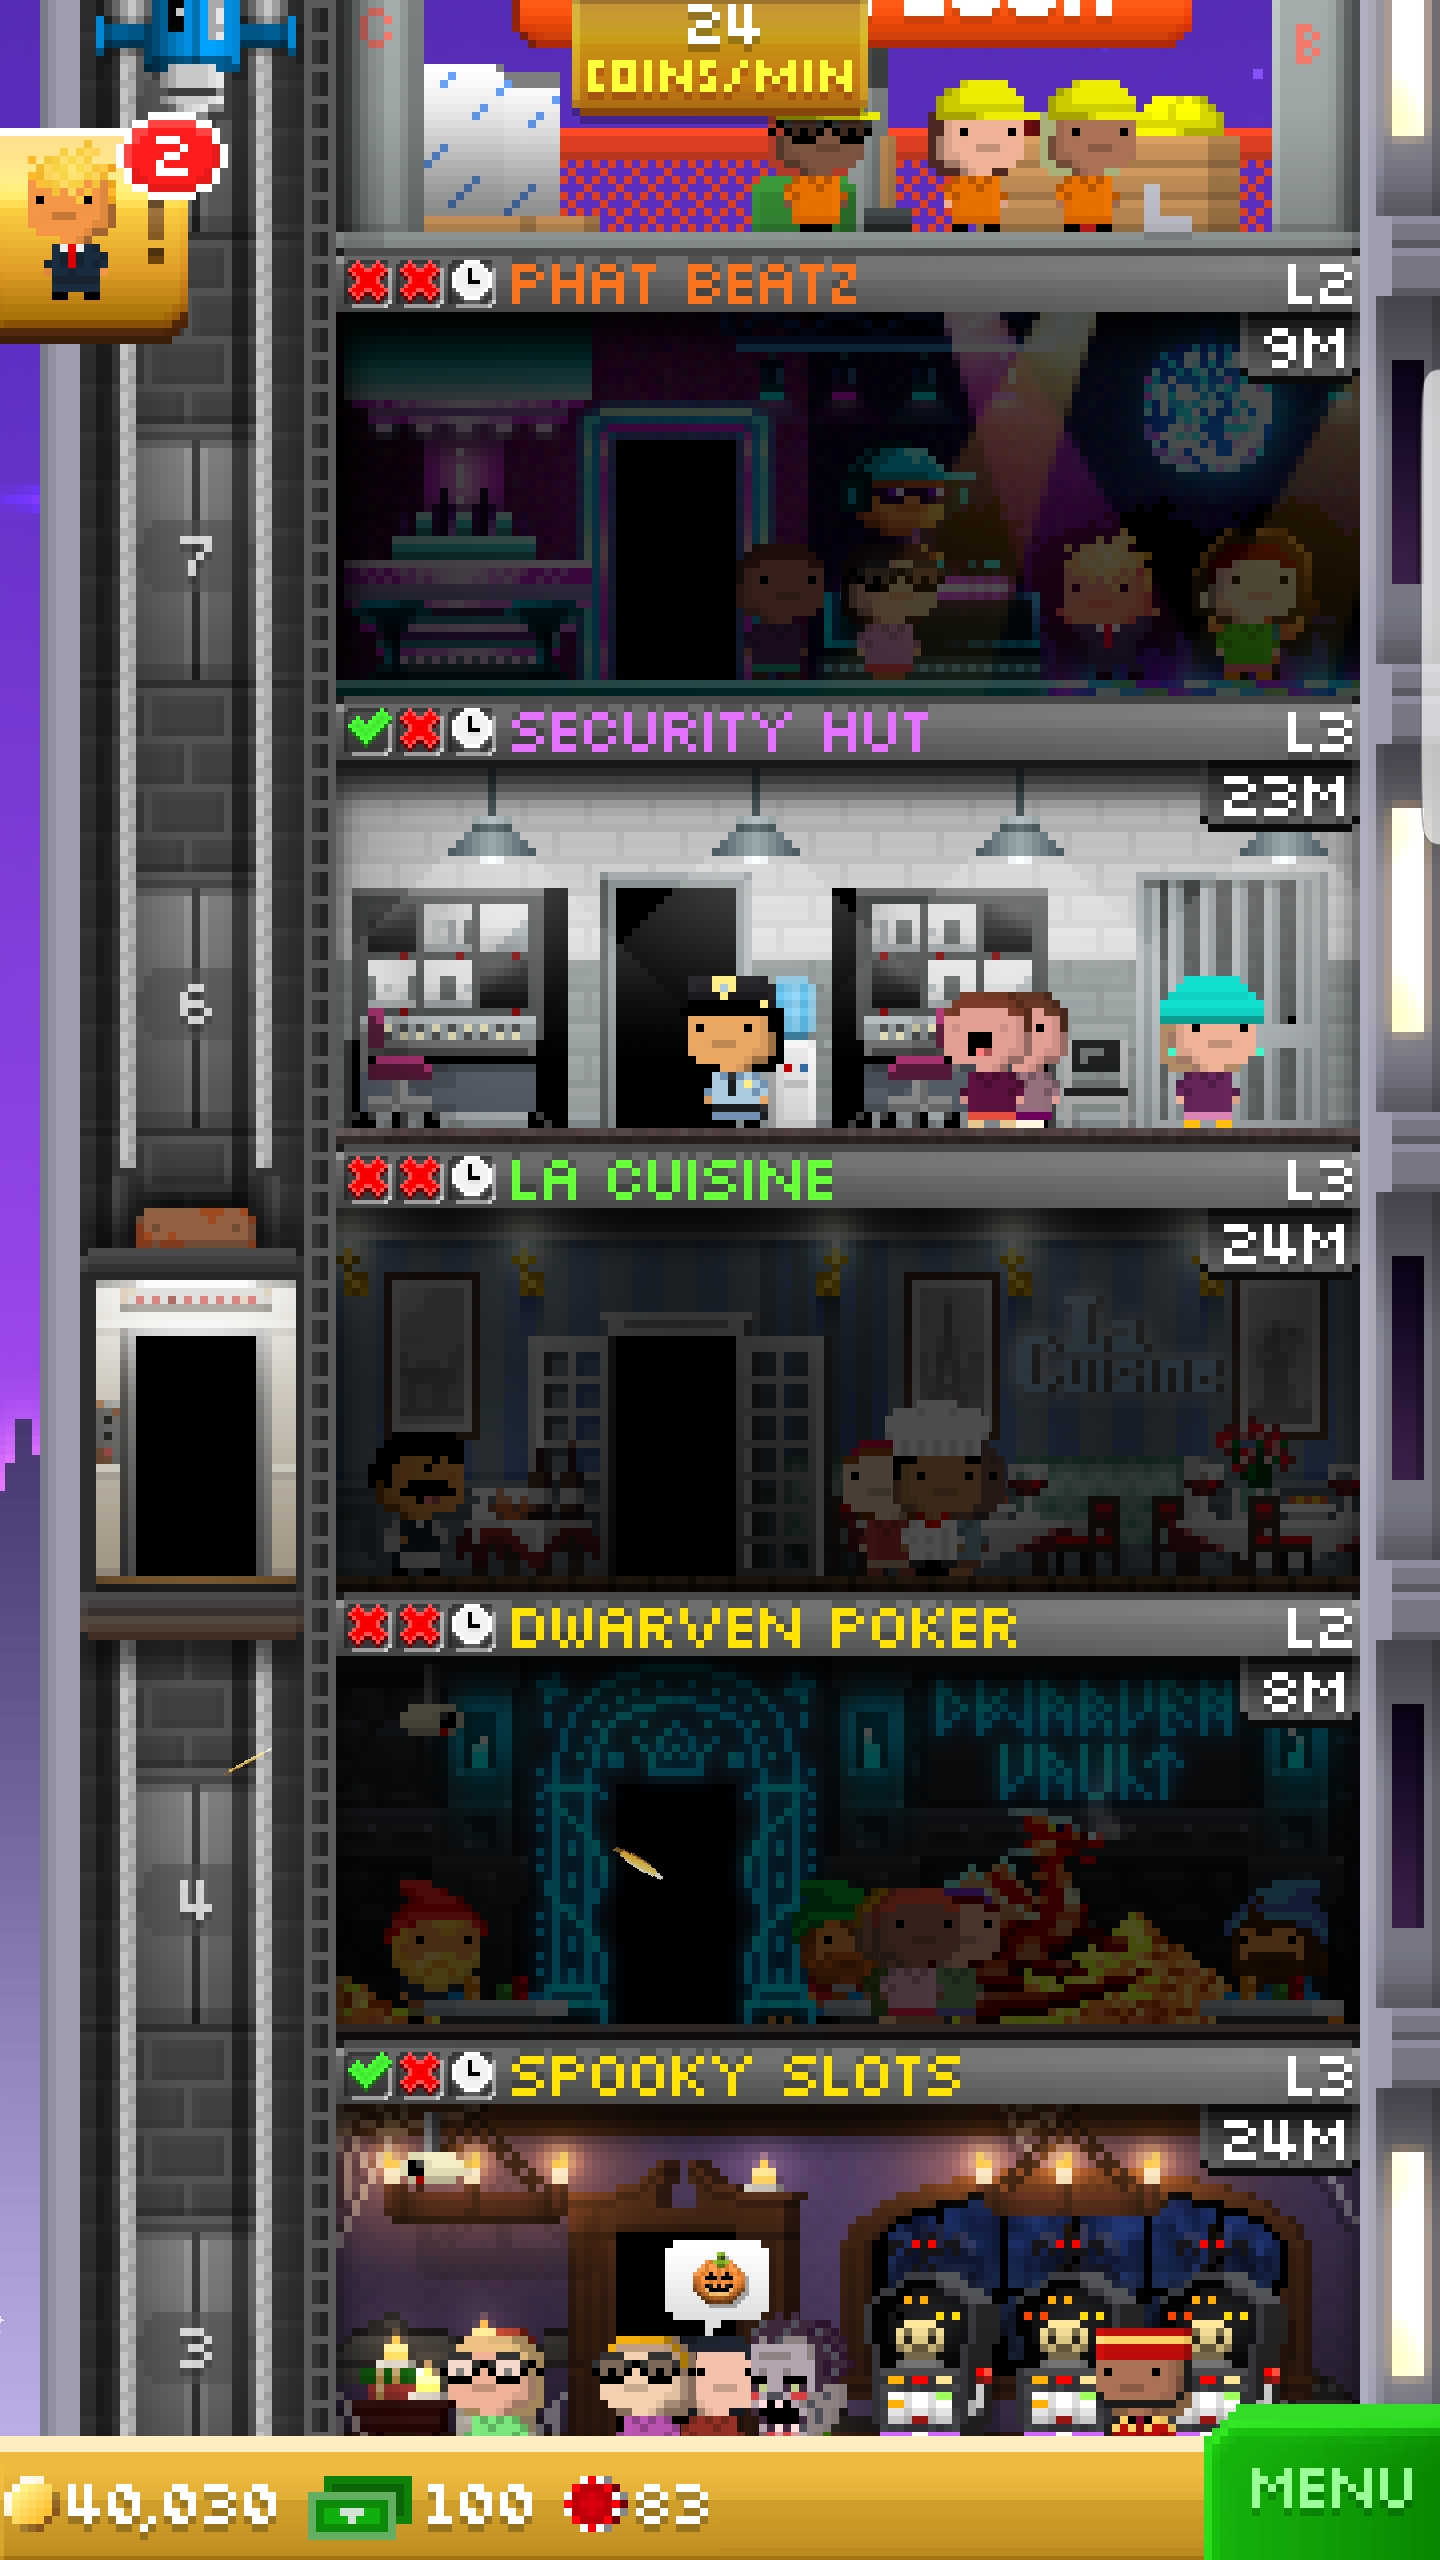 C
24
B
COINS/MIN
2
!
PHAT BEATZ
L2
9M
7
SECURITY HUT
L3
23M
6
LA CUISINE
L3
24M
La
Cuisine
DWARVEN POKER
L2
8M
DWARVEN
VAULT
4
SPOOKY SLOTS
L3
24M
3
40,030
100
83
MENU